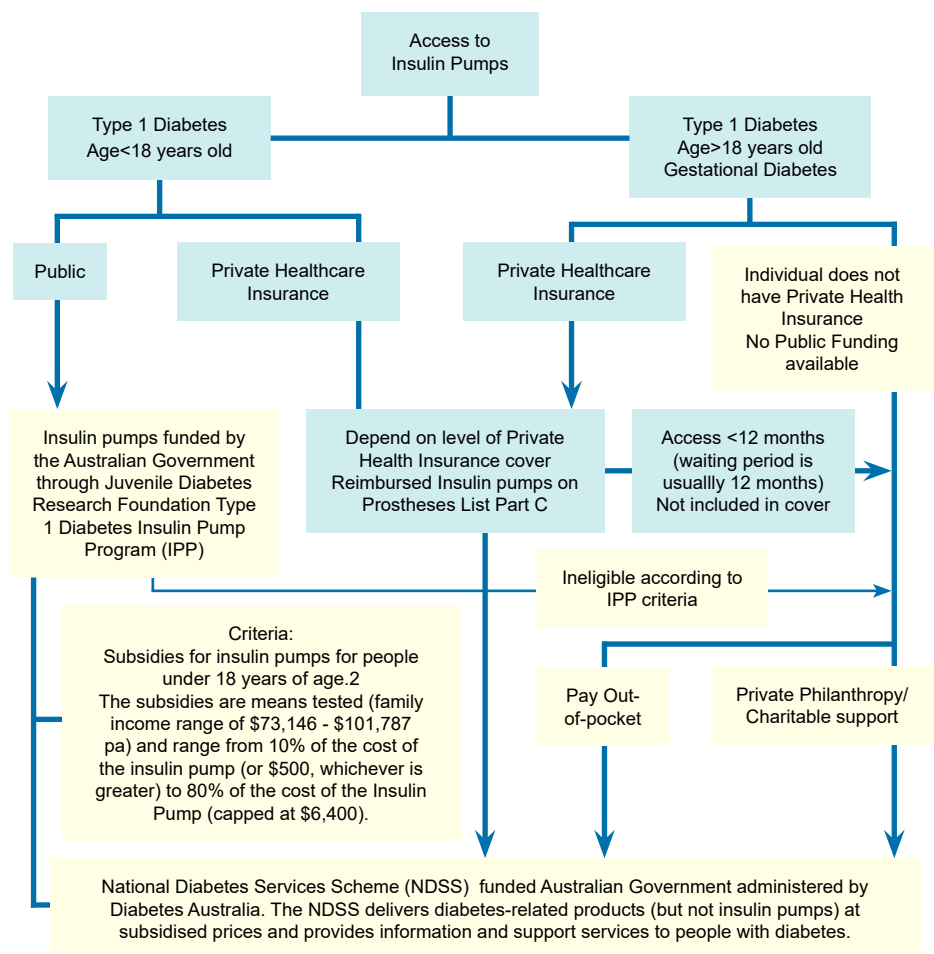 Access to
Insulin Pumps
Type 1 Diabetes
Age<18 years old
Type 1 Diabetes
Age>18 years old
Gestational Diabetes
Public
Private Healthcare
Insurance
Private Healthcare
Insurance
Individual does not
have Private Health
Insurance
No Public Funding
available
Insulin pumps funded by
the Australian Government
through Juvenile Diabetes
Research Foundation Type
1 Diabetes Insulin Pump
Program (IPP)
Depend on level of Private
Health Insurance cover
Reimbursed Insulin pumps on
Prostheses List Part C
Access <12 months
(waiting period is
usuallly 12 months)
Not included in cover
Ineligible according to
IPP criteria
Criteria:
Subsidies for insulin pumps for people
under 18 years of age.2
The subsidies are means tested (family
income range of $73,146 - $101,787
pa) and range from 10% of the cost of
the insulin pump (or $500, whichever is
greater) to 80% of the cost of the Insulin
Pump (capped at $6,400).
Pay Out-
of-pocket
Private Philanthropy/
Charitable support
National Diabetes Services Scheme (NDSS) funded Australian Government administered by
Diabetes Australia. The NDSS delivers diabetes-related products (but not insulin pumps) at
subsidised prices and provides information and support services to people with diabetes.